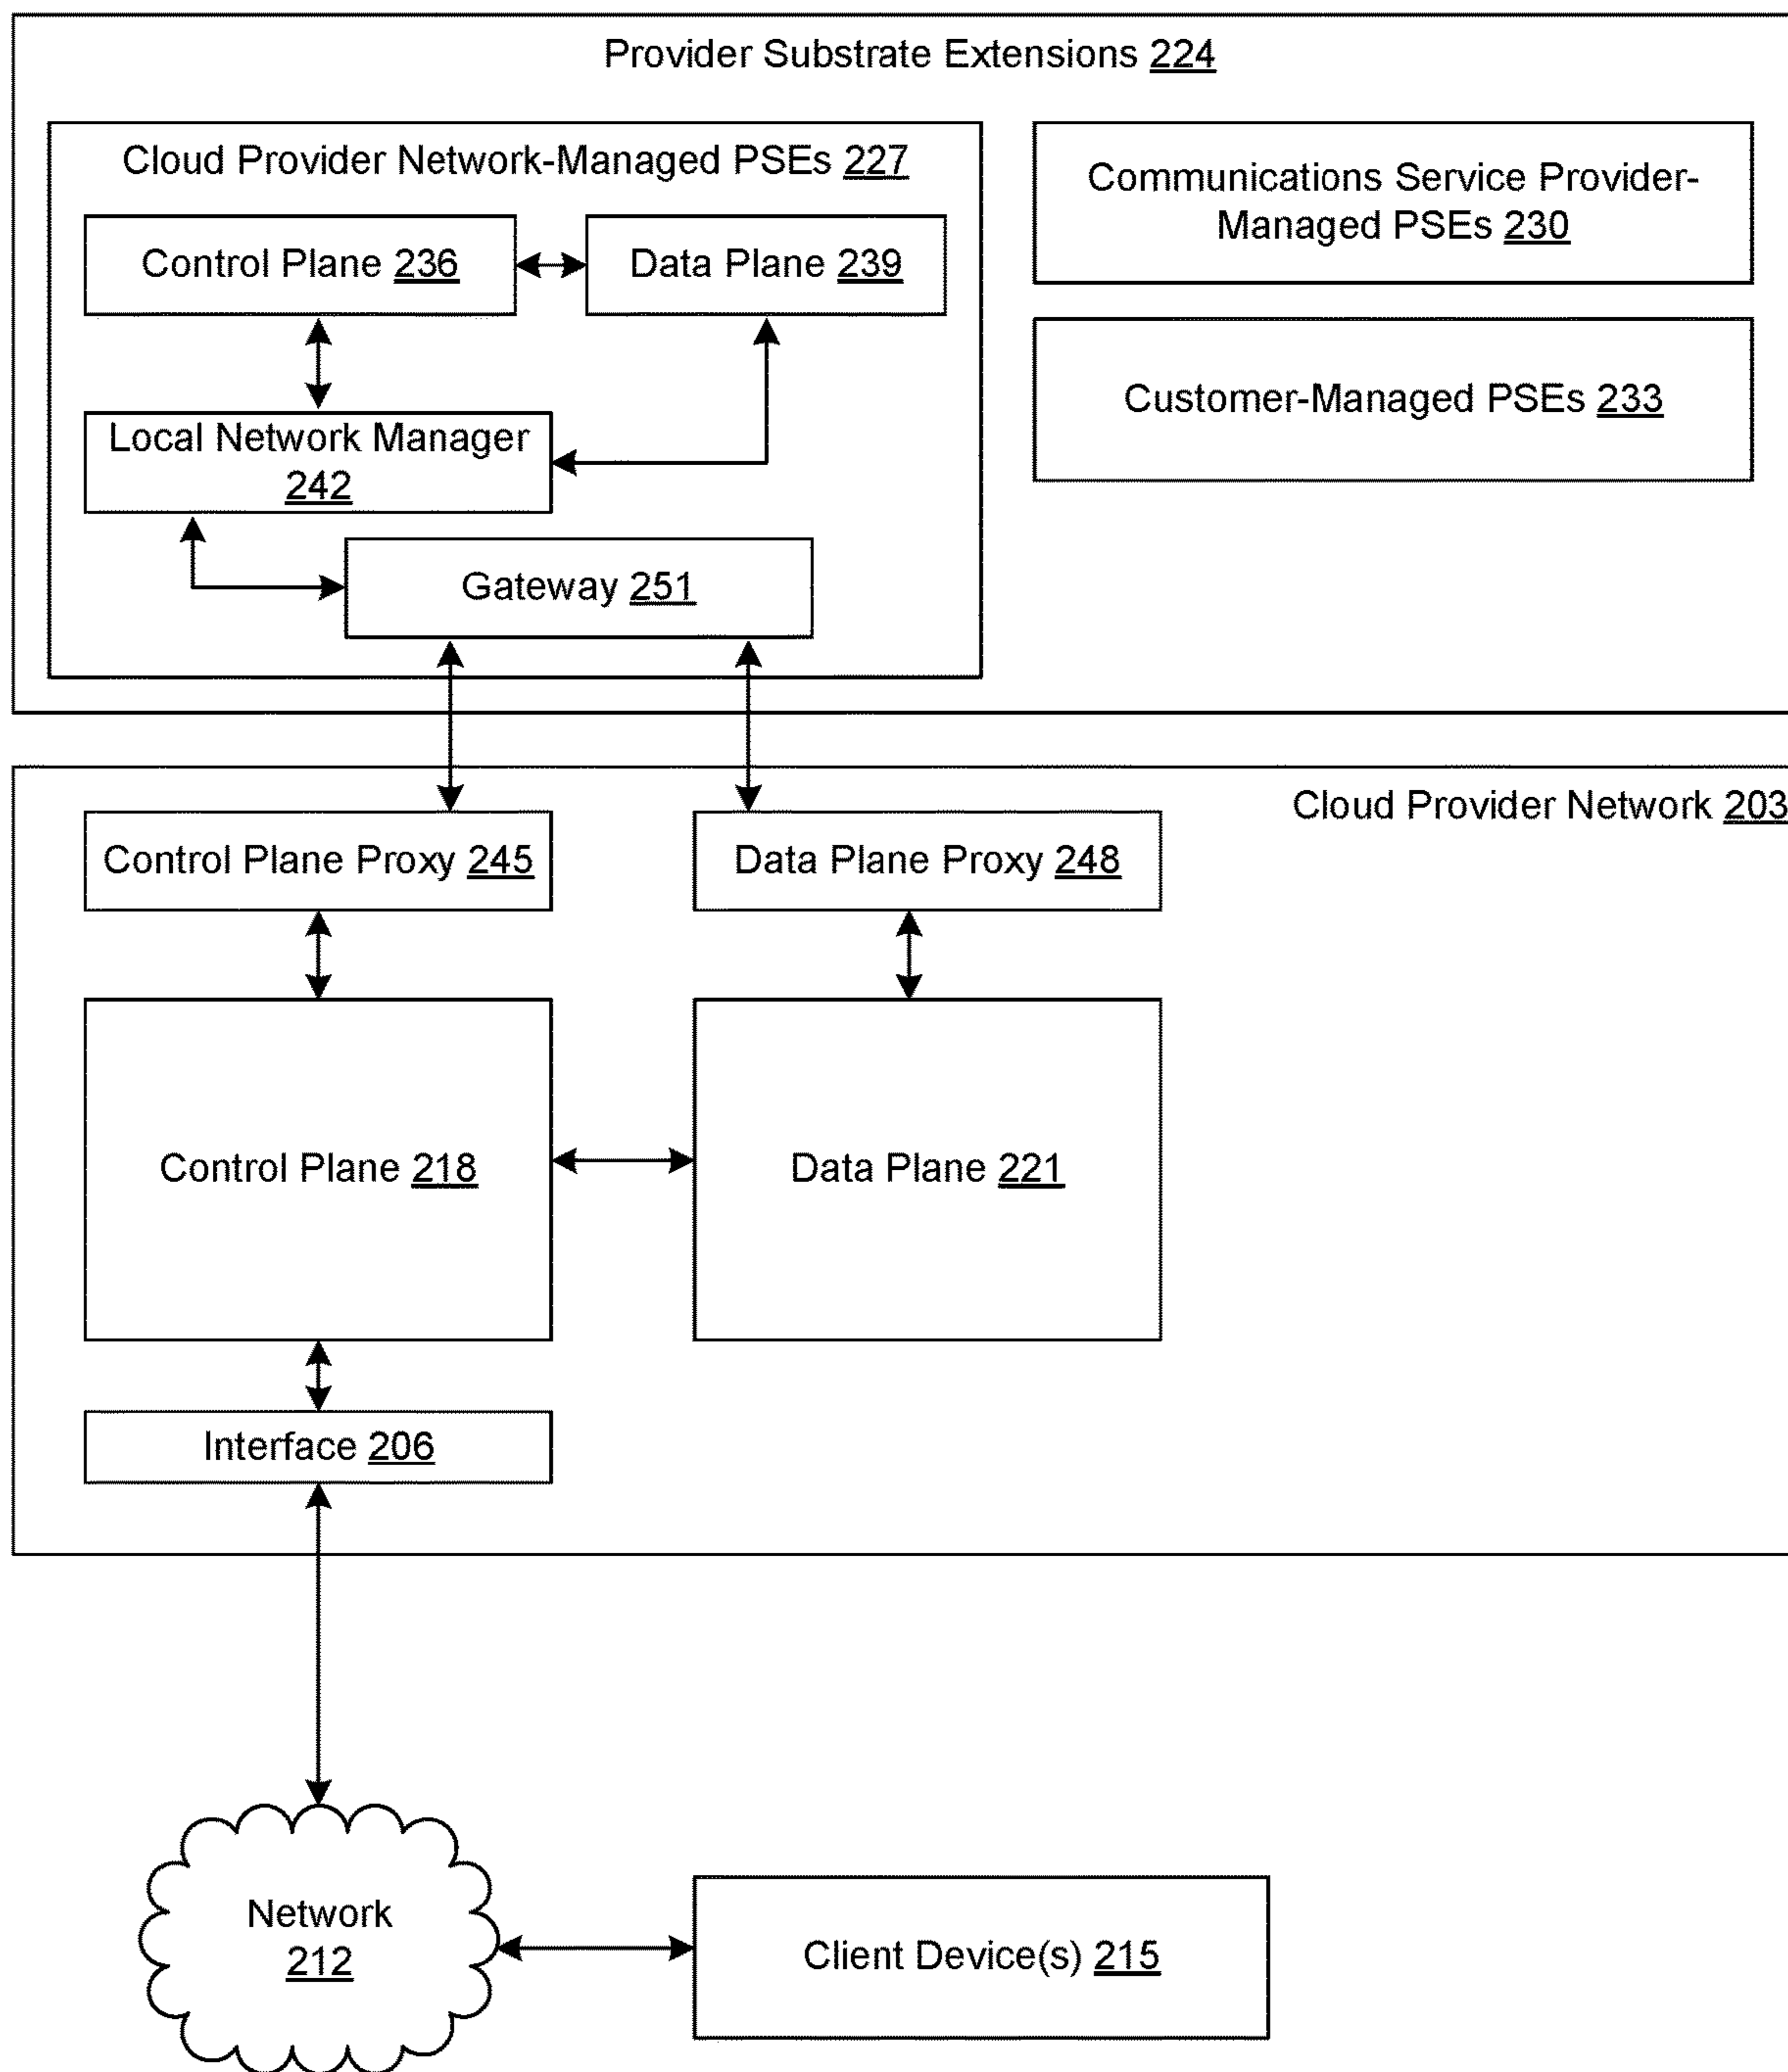 Provider Substrate Extensions 224
Cloud Provider Network-Managed PSEs 227
Control Plane 236
Data Plane 239
Local Network Manager
242
Gateway 251
Communications Service Provider-
Managed PSEs 230
Customer-Managed PSEs 233
Cloud Provider Network 203
Control Plane Proxy 245
Data Plane Proxy 248
Control Plane 218
Data Plane 221
Interface 206
Network
212
Client Device(s) 215